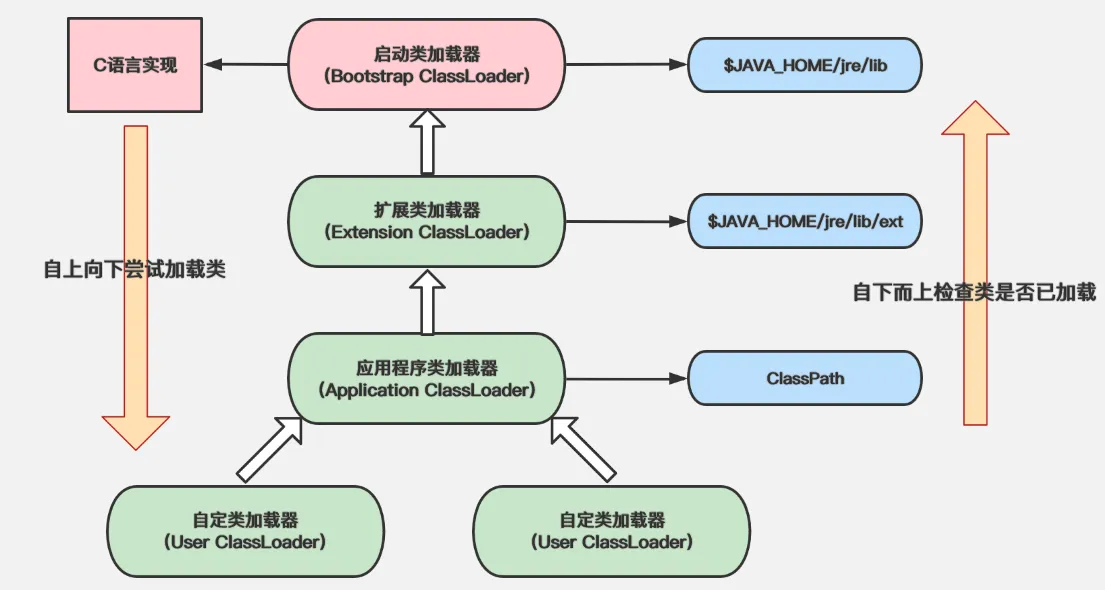 C语言实现
启动类加载器
(Bootstrap ClassLoader)
$JAVA_HOME/jre/lib
扩展类加载器
(Extension ClassLoader)
$JAVA_HOME/jre/lib/ext
自上向下尝试加载类
自下而上检查类是否已加载
应用程序类加载器
(Application ClassLoader)
ClassPath
自定类加载器
(User ClassLoader)
自定类加载器
(User ClassLoader)